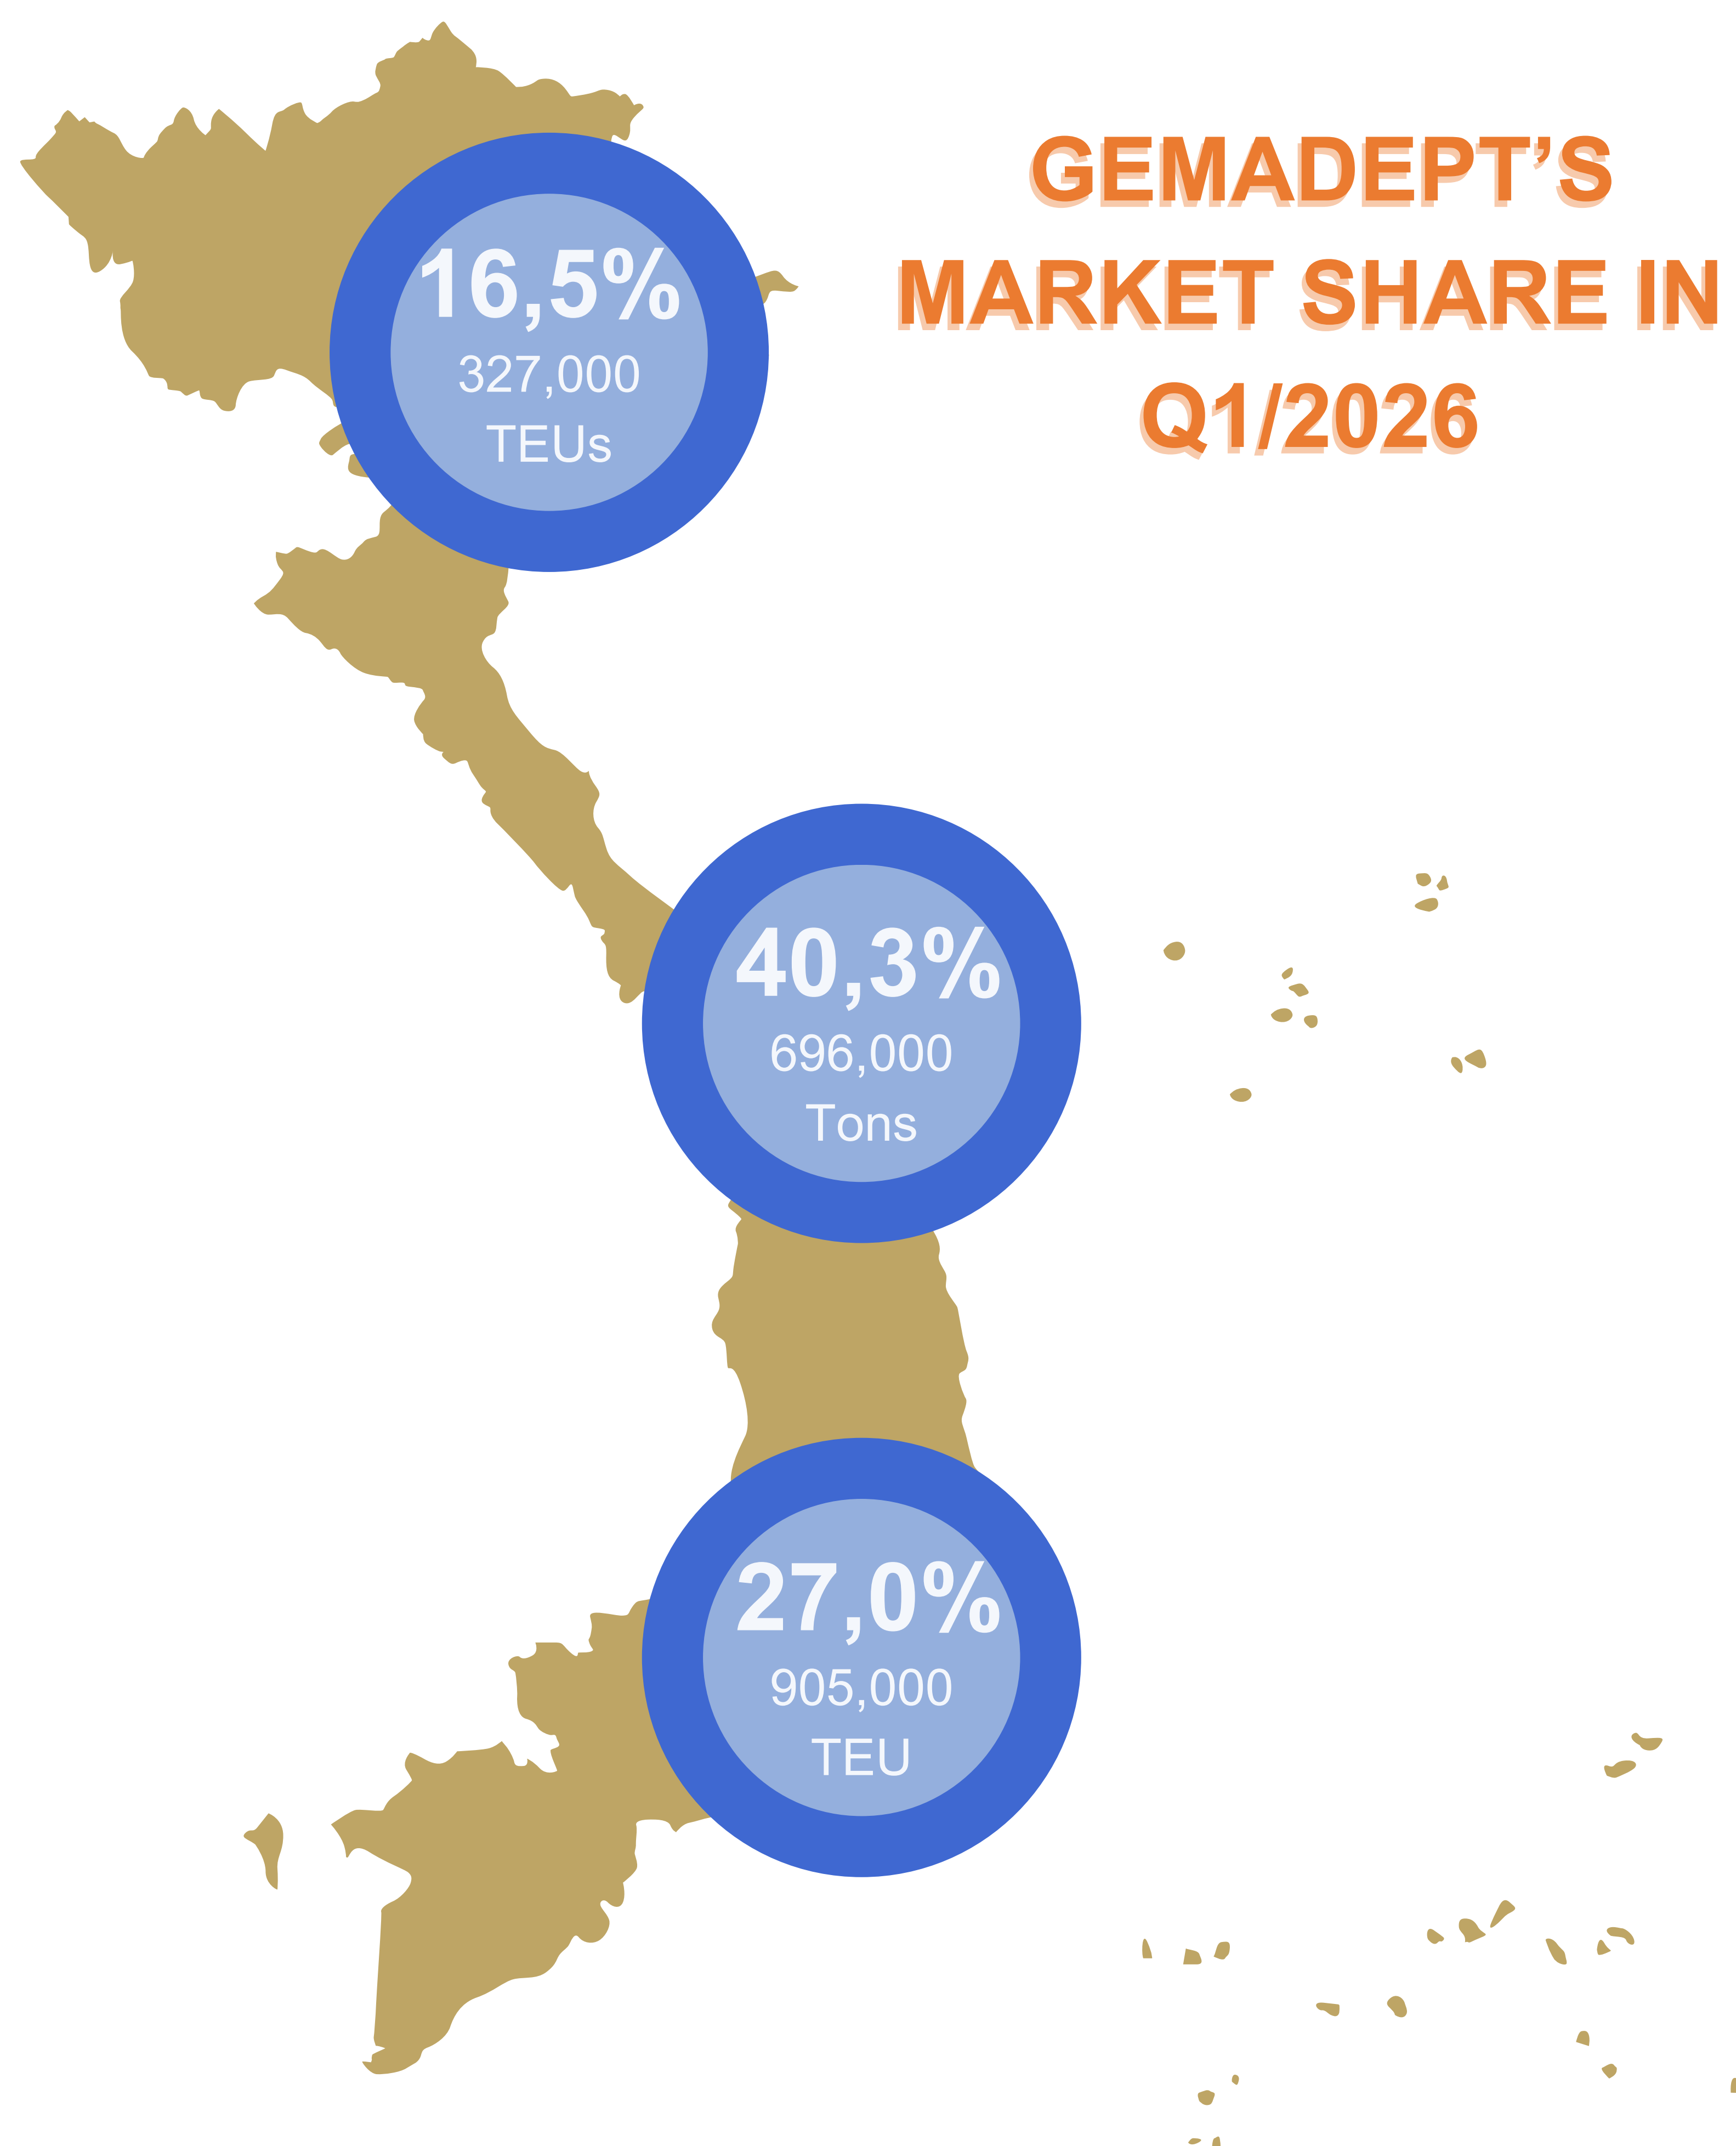 GEMADEPT’S
MARKET SHARE IN
Q1/2026
16,5%
327,000
TEUs
40,3%
696,000
Tons
27,0%
905,000
TEU